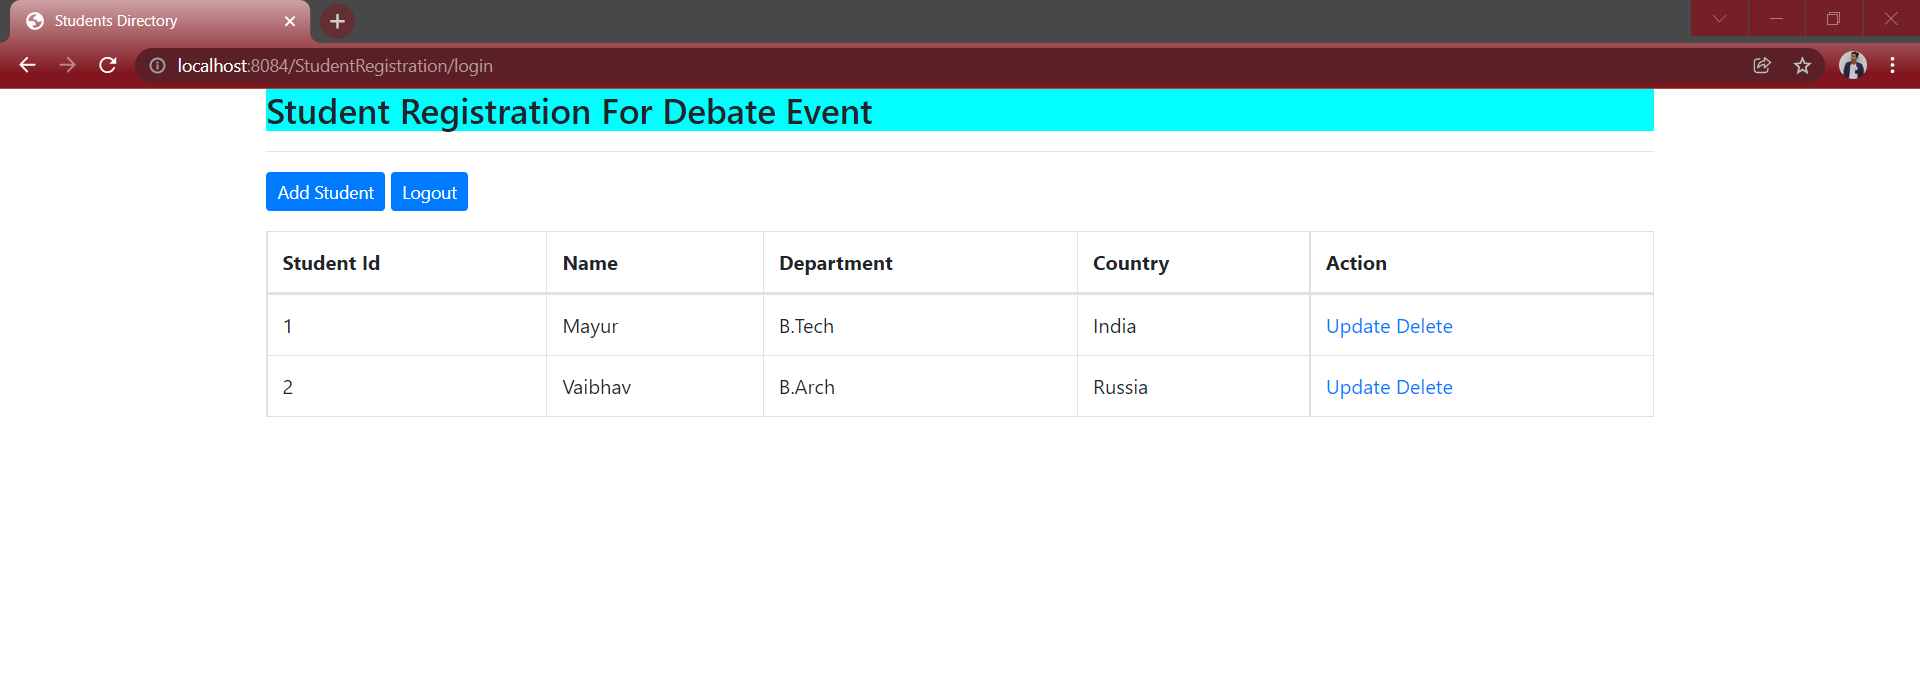 Students Directory
localhost:8084/StudentRegistration/login
Student Registration For Debate Event
Add Student Logout
Student Id Name Department Country Action
1 Mayur B.Tech India Update Delete
2 Vaibhav B.Arch Russia Update Delete